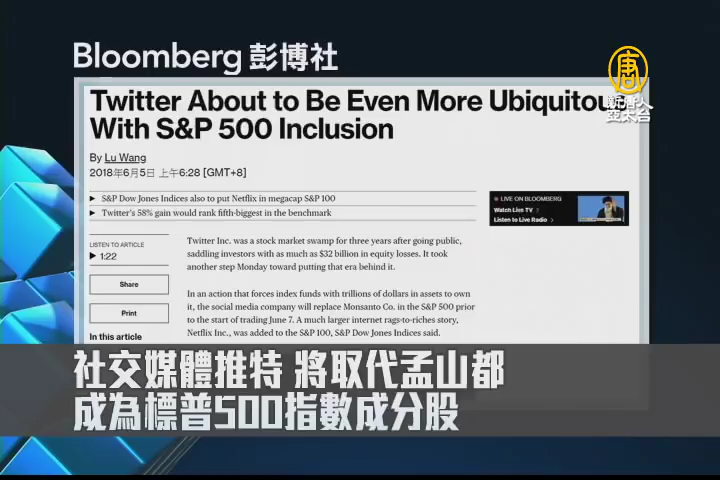 Bloomberg 彭博社
唐
新唐人
亞太台
Twitter About to Be Even More Ubiquitous
With S&P 500 Inclusion
By Lu Wang
2018年6月5日 上午6:28 [GMT+8]
► S&P Dow Jones Indices also to put Netflix in megacap S&P 100
► Twitter's 58% gain would rank fifth-biggest in the benchmark
LIVE ON BLOOMBERG
Watch Live TV
Listen to Live Radio
LISTEN TO ARTICLE
► 1:22
Share
Print
In this article
Twitter Inc. was a stock market swamp for three years after going public,
saddling investors with as much as $32 billion in equity losses. It took
another step Monday toward putting that era behind it.
In an action that forces index funds with trillions of dollars in assets to own
it, the social media company will replace Monsanto Co. in the S&P 500 prior
to the start of trading June 7. A much larger internet rags-to-riches story,
Netflix Inc., was added to the S&P 100, S&P Dow Jones Indices said.
社交媒體推特 將取代孟山都
成為標普500指數成分股